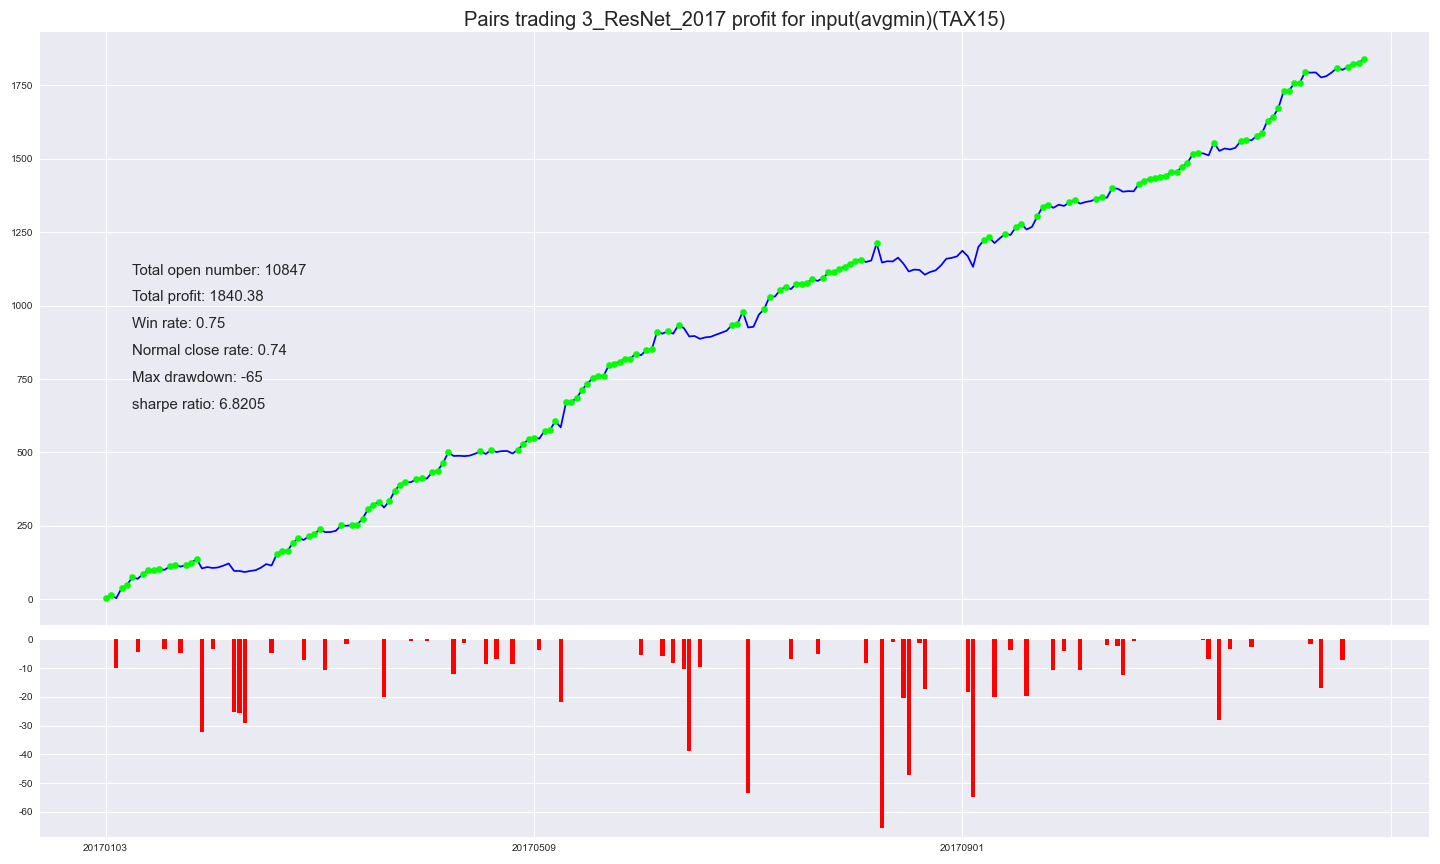 Pairs trading 3_ResNet_2017 profit for input(avgmin)(TAX15)
1750
1500
1250
1000
750
500
250
0
Total open number: 10847
Total profit: 1840.38
Win rate: 0.75
Normal close rate: 0.74
Max drawdown: -65
sharpe ratio: 6.8205
0
-10
-20
-30
-40
-50
-60
20170103 20170509 20170901